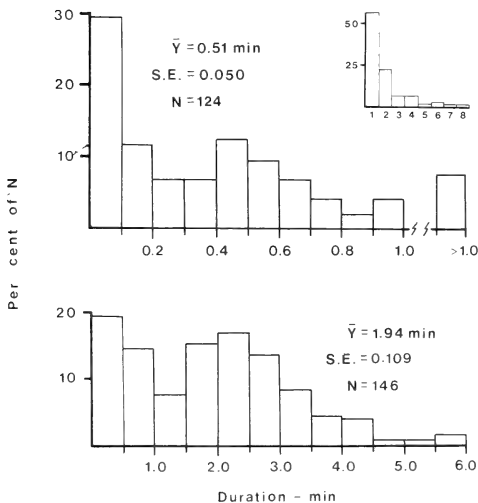 Per cent of N
30
20
10
Ȳ = 0.51 min
S.E. = 0.050
N = 124
50
25
1 2 3 4 5 6 7 8
0.2 0.4 0.6 0.8 1.0 >1.0
20
10
Ȳ = 1.94 min
S.E. = 0.109
N = 146
1.0 2.0 3.0 4.0 5.0 6.0
Duration – min